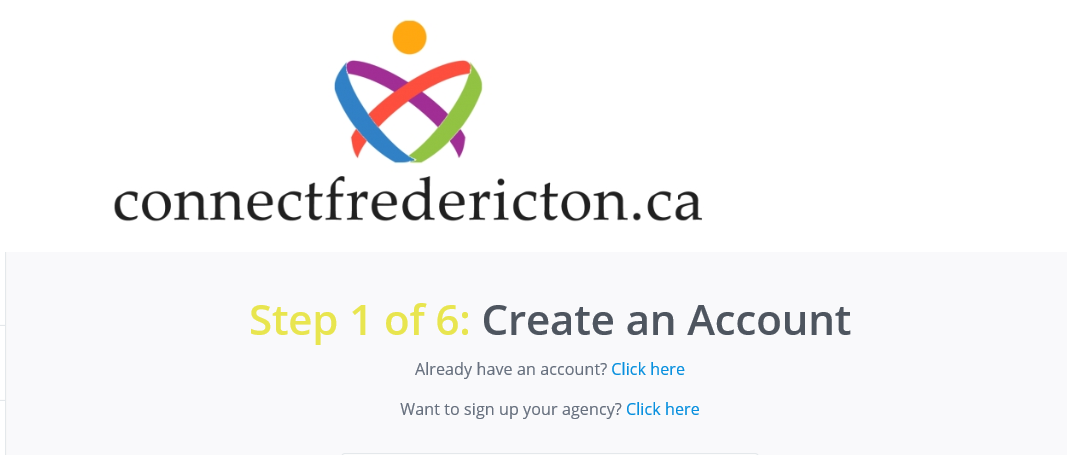 connectfredericton.ca
Step 1 of 6: Create an Account
Already have an account? Click here
Want to sign up your agency? Click here